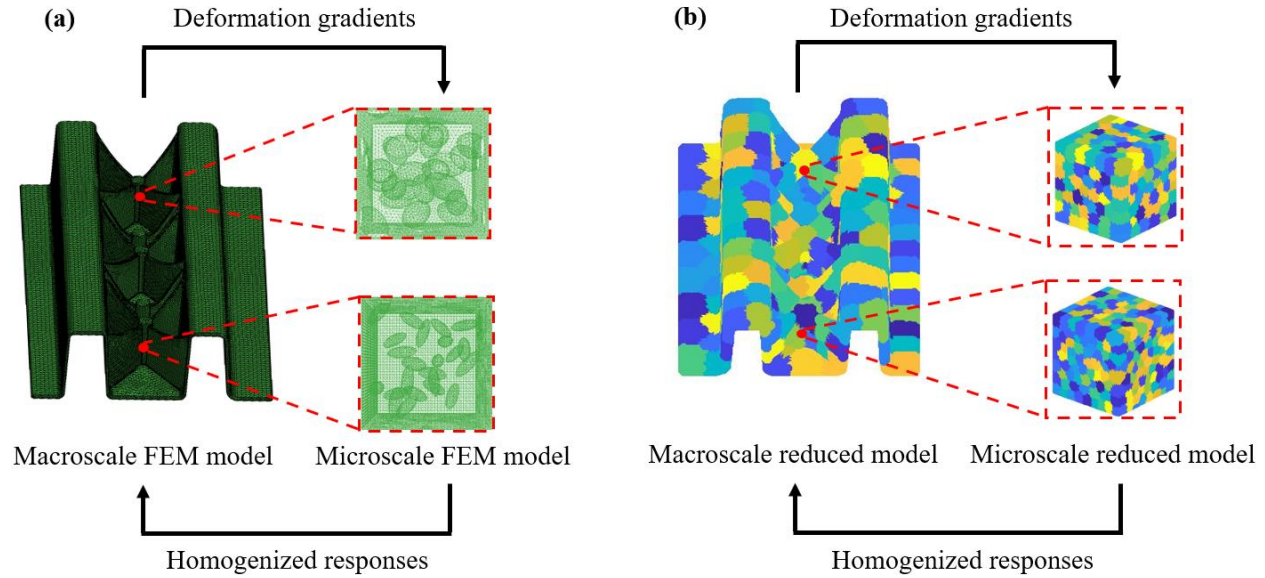 (a)
Deformation gradients
Macroscale FEM model
Microscale FEM model
Homogenized responses
(b)
Deformation gradients
Macroscale reduced model
Microscale reduced model
Homogenized responses